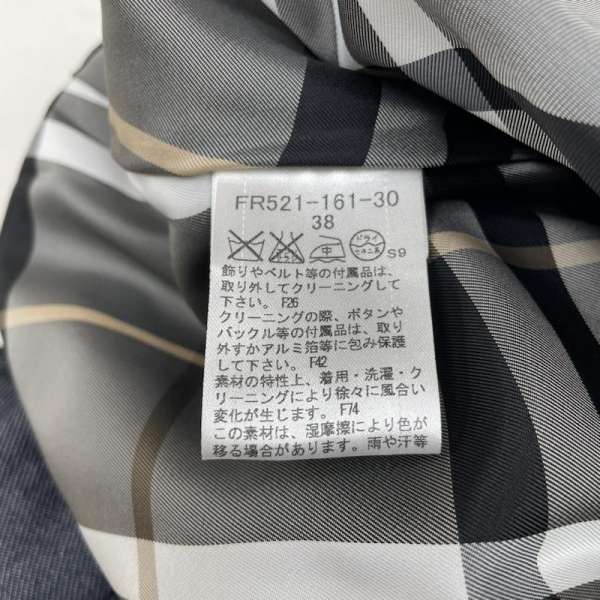 FR521-161-30
38
中 ドライ S9
飾りやベルト等の付属品は、
取り外してクリーニングして
下さい。 F26
クリーニングの際、ボタンや
バックル等の付属品は、取り
外すかアルミ箔等に包み保護
して下さい。 F42
素材の特性上、着用・洗濯・ク
リーニングにより徐々に風合い
変化が生じます。 F74
この素材は、湿摩擦により色が
移る場合があります。雨や汗等